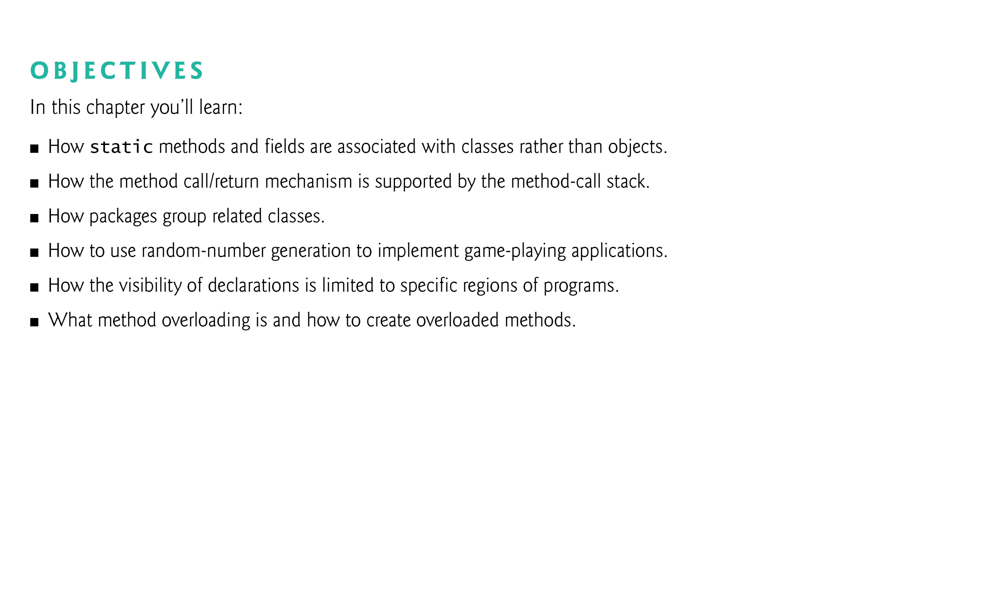 OBJECTIVES
In this chapter you’ll learn:
■ How static methods and fields are associated with classes rather than objects.
■ How the method call/return mechanism is supported by the method-call stack.
■ How packages group related classes.
■ How to use random-number generation to implement game-playing applications.
■ How the visibility of declarations is limited to specific regions of programs.
■ What method overloading is and how to create overloaded methods.